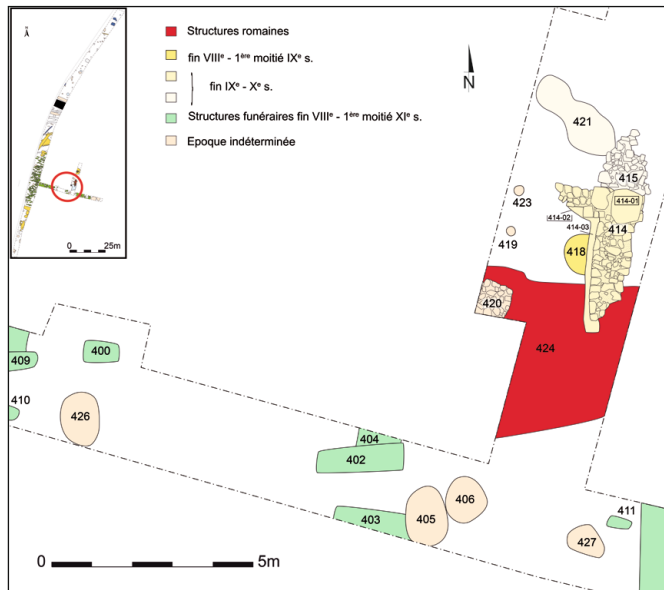 Structures romaines
fin VIIIᵉ - 1ère moitié IXᵉ s.
fin IXᵉ - Xᵉ s.
Structures funéraires fin VIIIᵉ - 1ère moitié XIᵉ s.
Epoque indéterminée
N
0 25m
421
415
423
414-01
414-02
414-03
414
419
418
420
424
400
409
410
426
404
402
403
405
406
411
427
0 5m